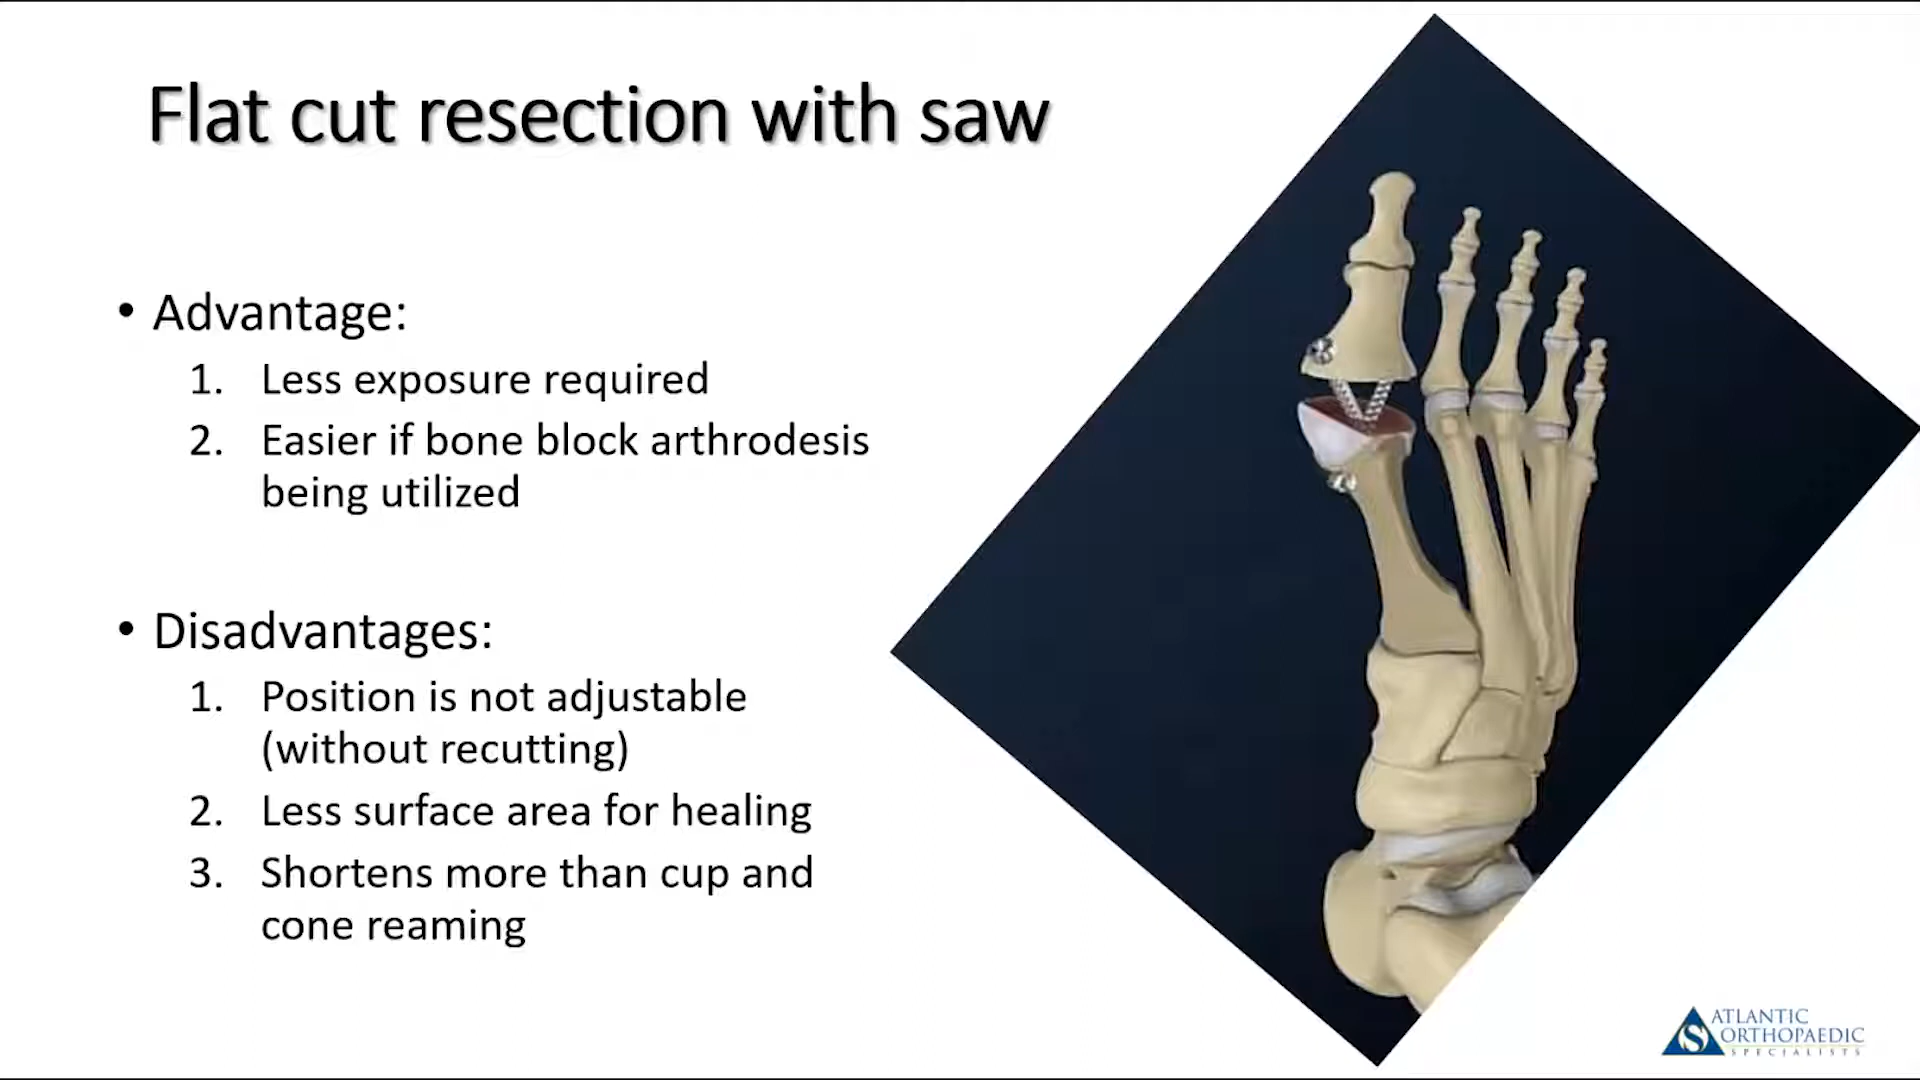 Flat cut resection with saw
• Advantage:
1. Less exposure required
2. Easier if bone block arthrodesis
being utilized
• Disadvantages:
1. Position is not adjustable
(without recutting)
2. Less surface area for healing
3. Shortens more than cup and
cone reaming
ATLANTIC
ORTHOPAEDIC
SPECIALISTS